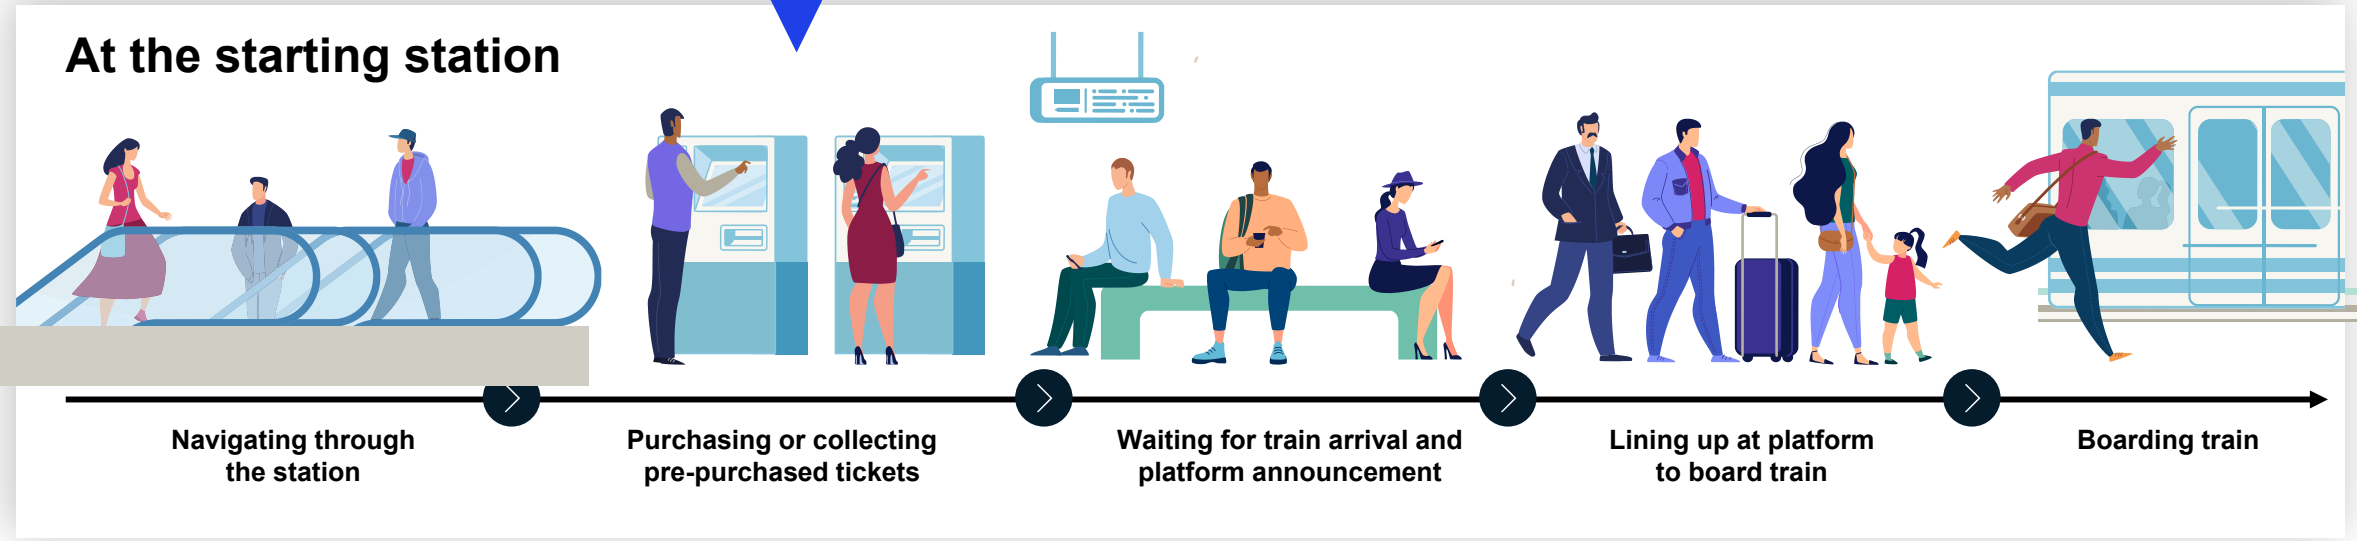 At the starting station
Navigating through
the station
Purchasing or collecting
pre-purchased tickets
Waiting for train arrival and
platform announcement
Lining up at platform
to board train
Boarding train